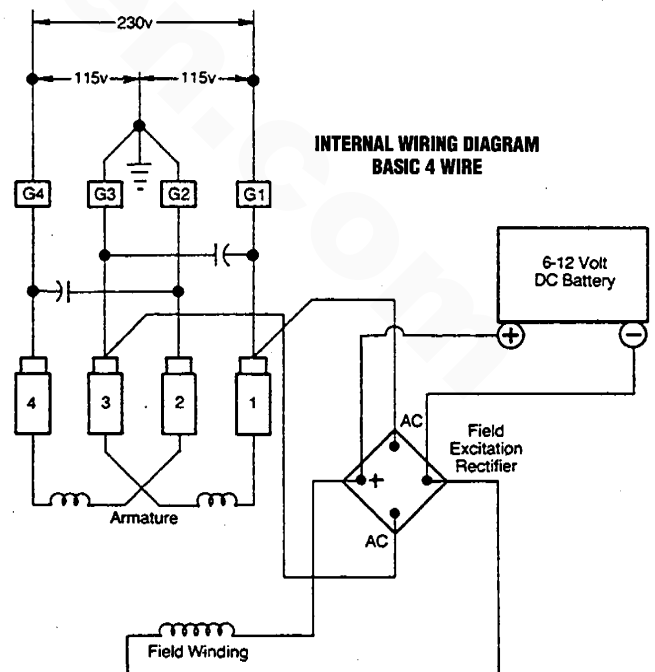 230v
115v 115v
INTERNAL WIRING DIAGRAM
BASIC 4 WIRE
G4 G3 G2 G1
6-12 Volt
DC Battery
+ −
4 3 2 1
AC
Field
Excitation
Rectifier
+
Armature
AC
Field Winding